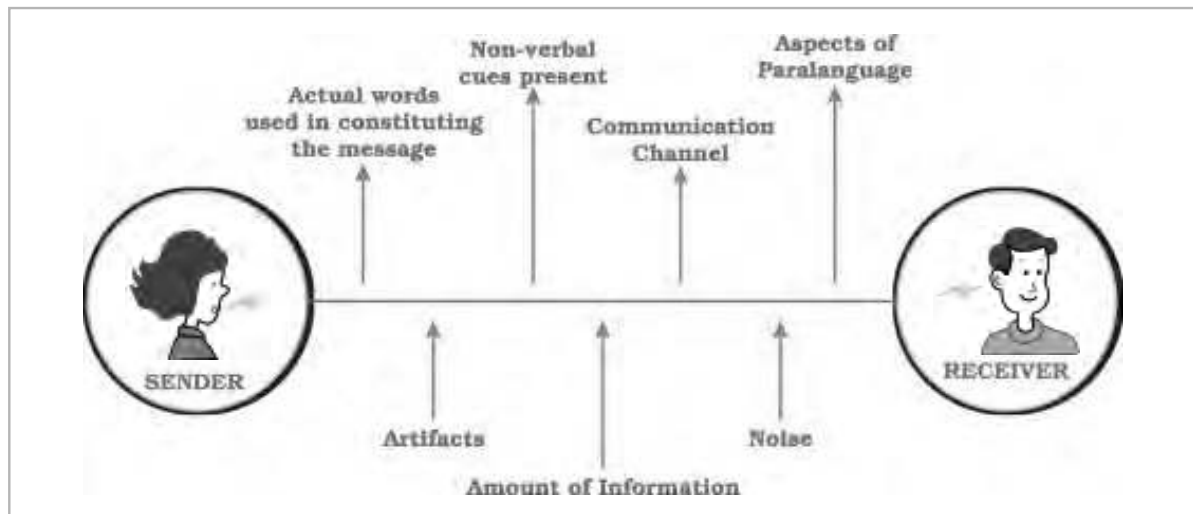 Non-verbal
cues present
Aspects of
Paralanguage
Actual words
used in constituting
the message
Communication
Channel
SENDER
RECEIVER
Artifacts
Noise
Amount of Information